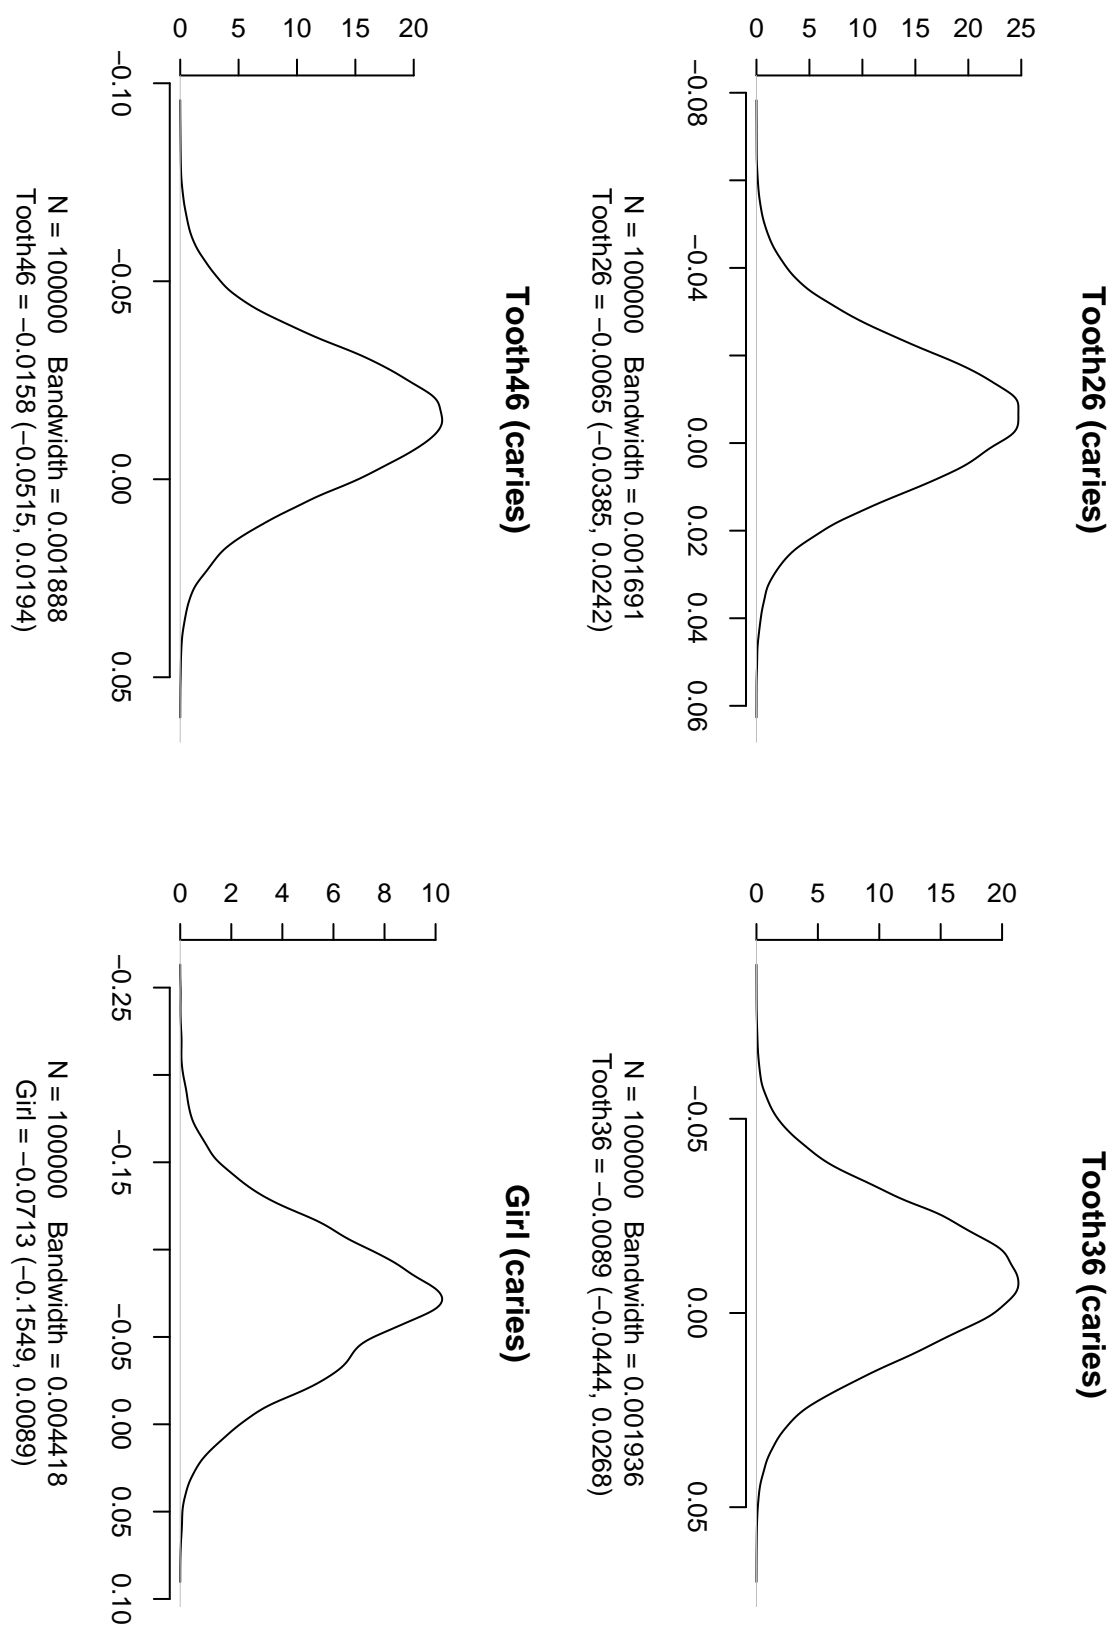 Tooth26 (caries)
0 5 10 15 20 25
−0.08 −0.04 0.00 0.02 0.04 0.06
N = 100000 Bandwidth = 0.001691
Tooth26 = −0.0065 (−0.0385, 0.0242)
Tooth36 (caries)
0 5 10 15 20
−0.05 0.00 0.05
N = 100000 Bandwidth = 0.001936
Tooth36 = −0.0089 (−0.0444, 0.0268)
Tooth46 (caries)
0 5 10 15 20
−0.10 −0.05 0.00 0.05
N = 100000 Bandwidth = 0.001888
Tooth46 = −0.0158 (−0.0515, 0.0194)
Girl (caries)
0 2 4 6 8 10
−0.25 −0.15 −0.05 0.00 0.05 0.10
N = 100000 Bandwidth = 0.004418
Girl = −0.0713 (−0.1549, 0.0089)